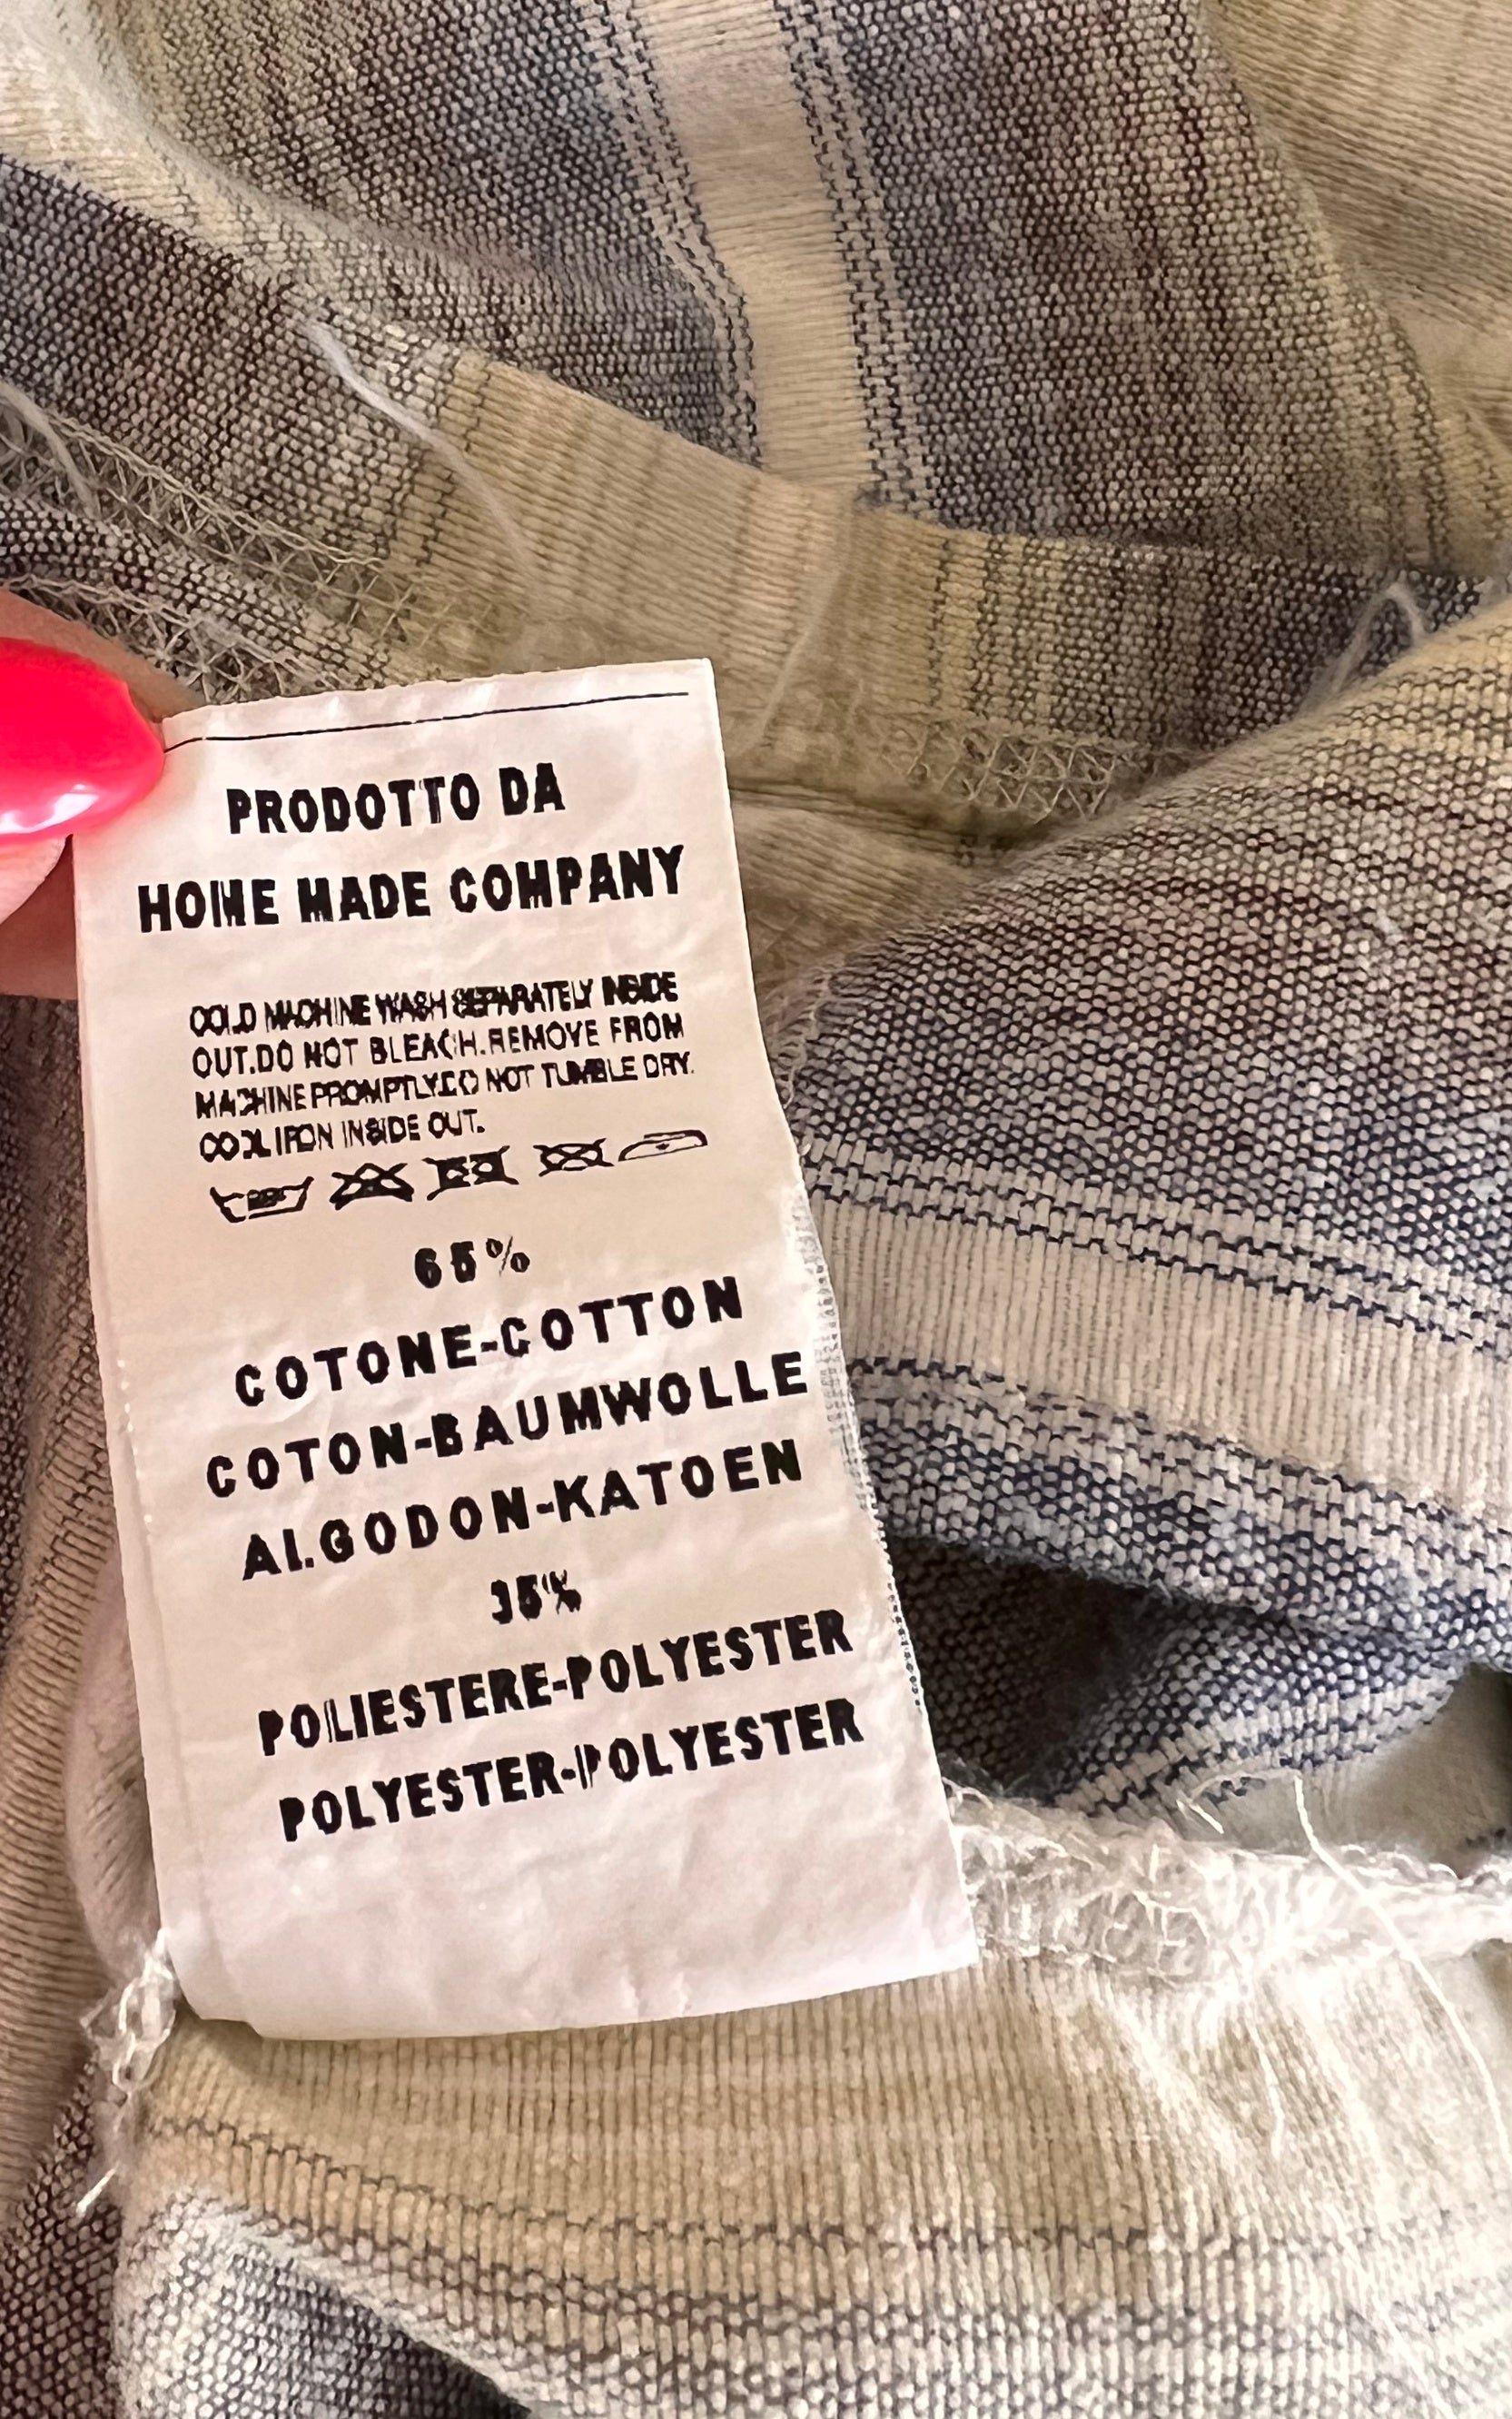 PRODOTTO DA
HOME MADE COMPANY
COLD MACHINE WASH SEPARATELY INSIDE
OUT.DO NOT BLEACH.REMOVE FROM
MACHINE PROMPTLY.DO NOT TUMBLE DRY.
COOL IRON INSIDE OUT.
65%
COTONE-COTTON
COTON-BAUMWOLLE
ALGODON-KATOEN
35%
POLIESTERE-POLYESTER
POLYESTER-POLYESTER